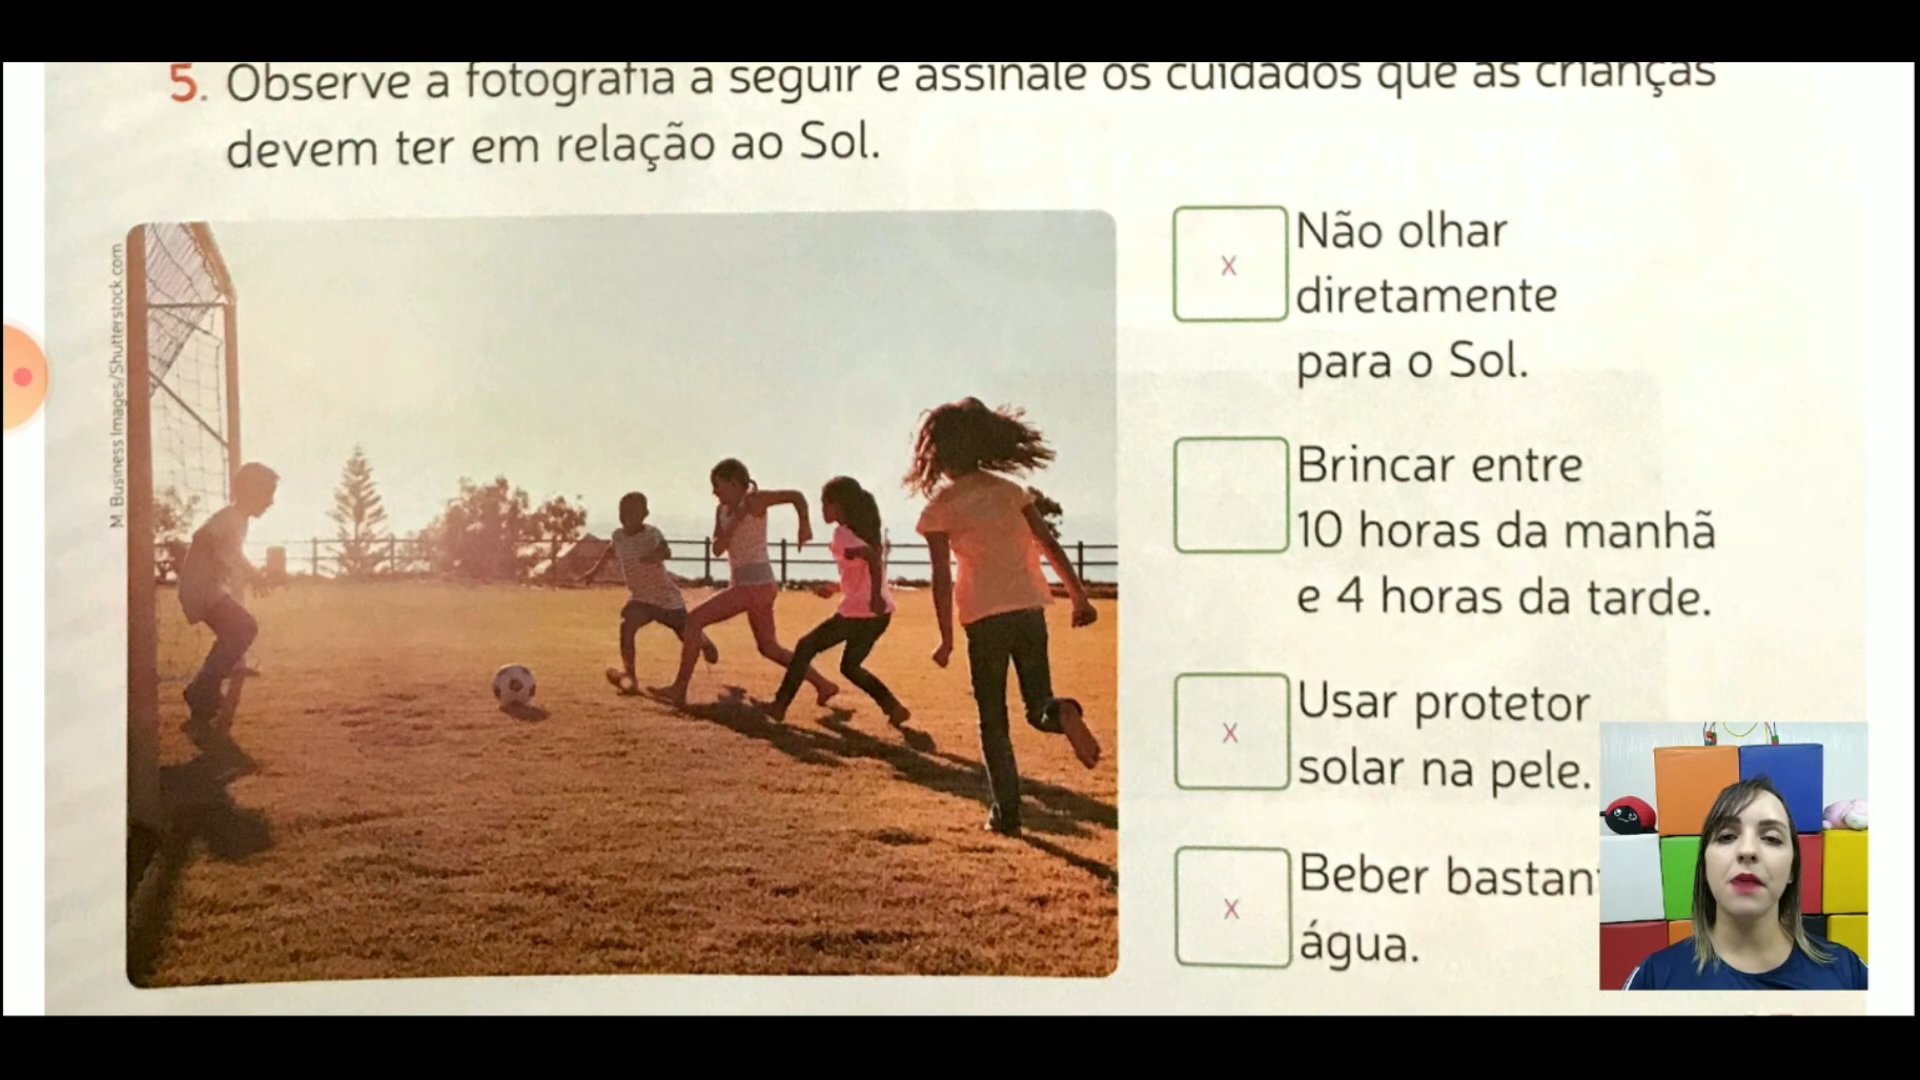 5. Observe a fotografia a seguir e assinale os cuidados que as crianças
devem ter em relação ao Sol.
M. Business Images/Shutterstock.com
x Não olhar
diretamente
para o Sol.
Brincar entre
10 horas da manhã
e 4 horas da tarde.
x Usar protetor
solar na pele.
x Beber bastan
água.